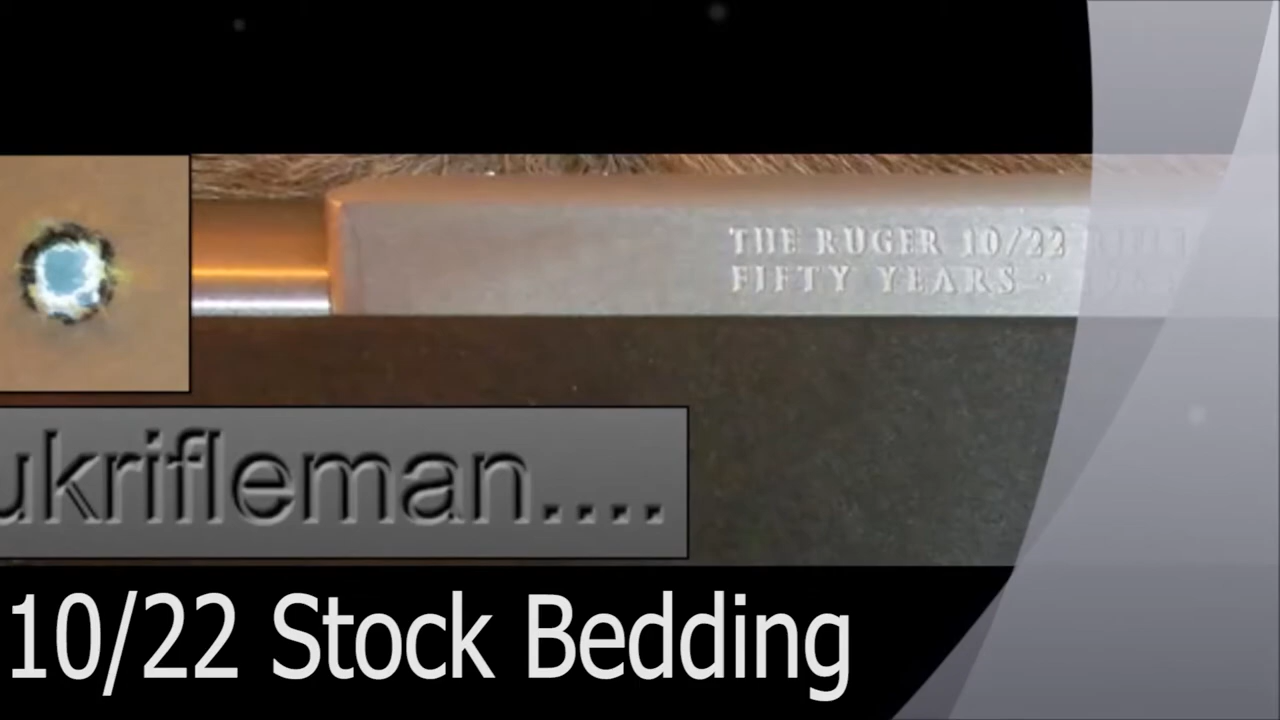 THE RUGER 10/22
FIFTY YEARS
ukrifleman....
10/22 Stock Bedding